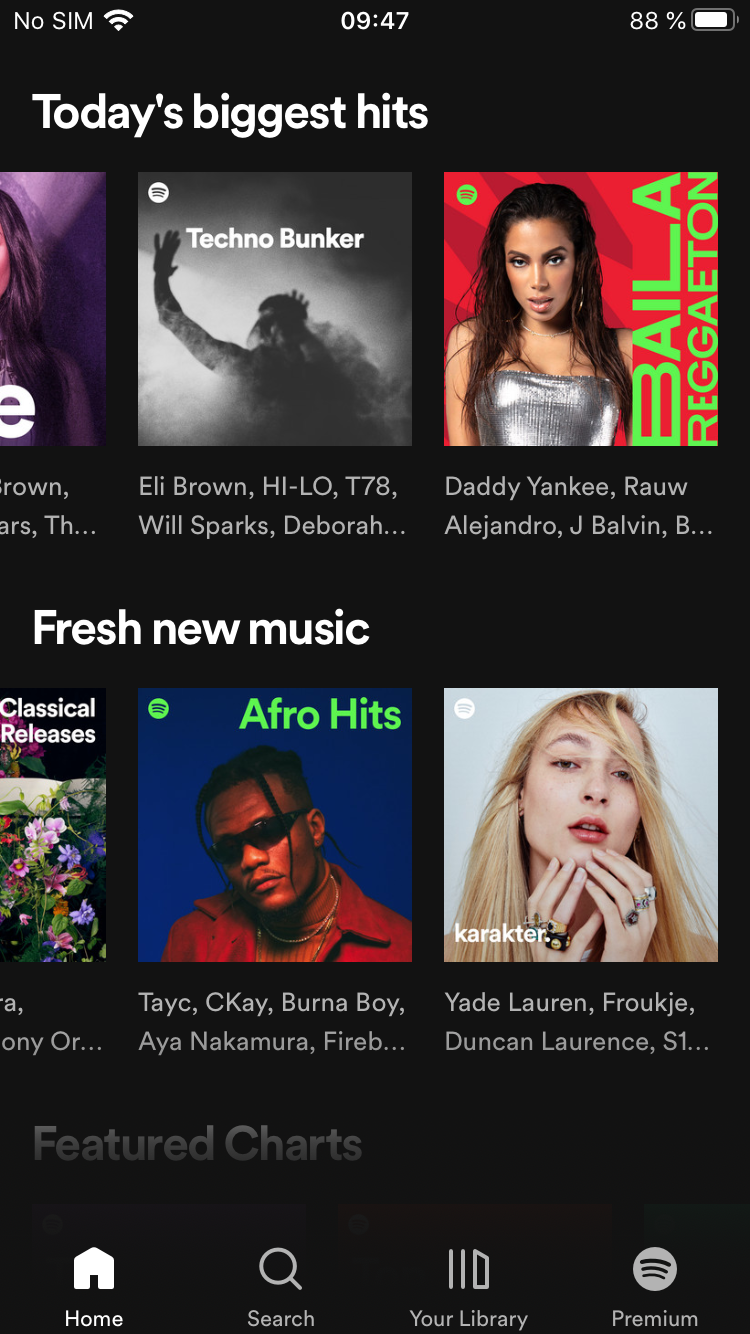 No SIM 09:47 88 %
Today's biggest hits
e
Techno Bunker
BAILA
REGGAETON
Brown,
Eli Brown, HI-LO, T78,
Will Sparks, Deborah...
Daddy Yankee, Rauw
Alejandro, J Balvin, B...
ars, Th...
Fresh new music
Classical
Releases
Afro Hits
karakter.
ra,
ony Or...
Tayc, CKay, Burna Boy,
Aya Nakamura, Fireb...
Yade Lauren, Froukje,
Duncan Laurence, S1...
Featured Charts
Home
Search
Your Library
Premium